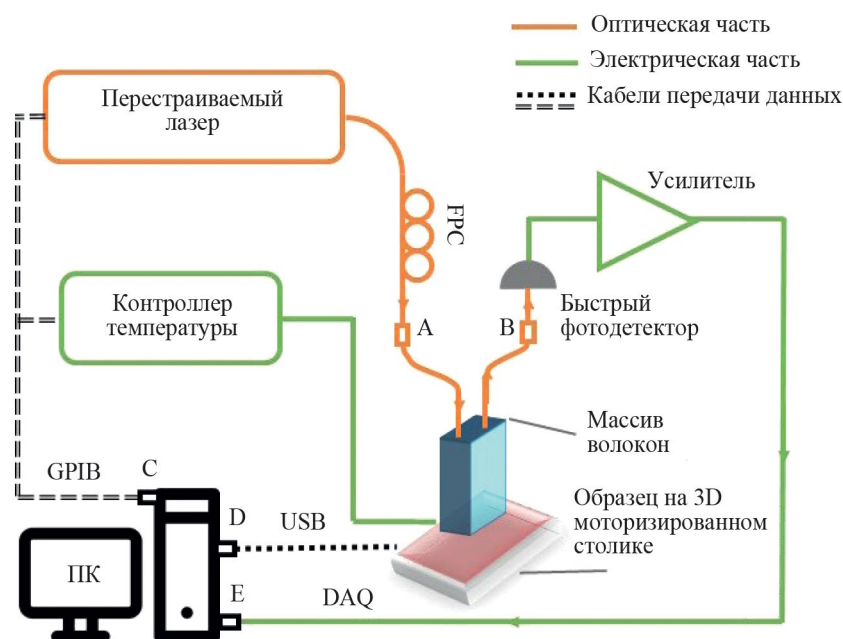 Оптическая часть
Электрическая часть
Кабели передачи данных
Перестраиваемый
лазер
Усилитель
FPC
Контроллер
температуры
A
B
Быстрый
фотодетектор
Массив
волокон
GPIB
C
D
USB
Образец на 3D
моторизированном
столике
ПК
E
DAQ